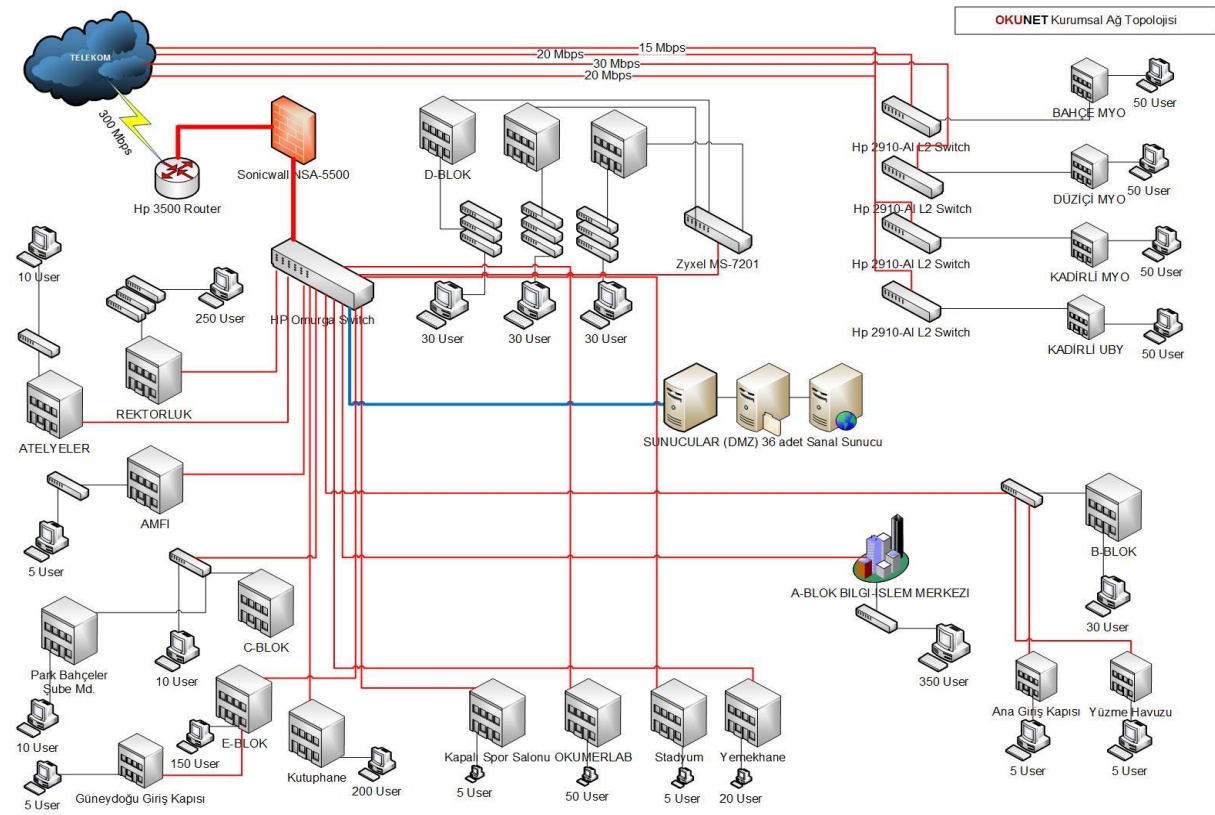 OKUNET Kurumsal Ağ Topolojisi
TELEKOM
15 Mbps
20 Mbps
30 Mbps
20 Mbps
300 Mbps
Hp 3500 Router
Sonicwall NSA-5500
D-BLOK
Zyxel MS-7201
Hp 2910-Al L2 Switch
BAHÇE MYO
50 User
Hp 2910-Al L2 Switch
DÜZİÇİ MYO
50 User
Hp 2910-Al L2 Switch
KADİRLİ MYO
50 User
Hp 2910-Al L2 Switch
KADİRLİ UBY
50 User
10 User
250 User
HP Omurga Switch
30 User
30 User
30 User
REKTORLUK
ATELYELER
SUNUCULAR (DMZ) 36 adet Sanal Sunucu
AMFI
5 User
B-BLOK
30 User
A-BLOK BILGI-ISLEM MERKEZI
350 User
C-BLOK
Park Bahçeler
Şube Md.
10 User
10 User
E-BLOK
150 User
Güneydoğu Giriş Kapısı
5 User
Kutuphane
200 User
Kapalı Spor Salonu
5 User
OKUMERLAB
50 User
Stadyum
5 User
Yemekhane
20 User
Ana Giriş Kapısı
5 User
Yüzme Havuzu
5 User